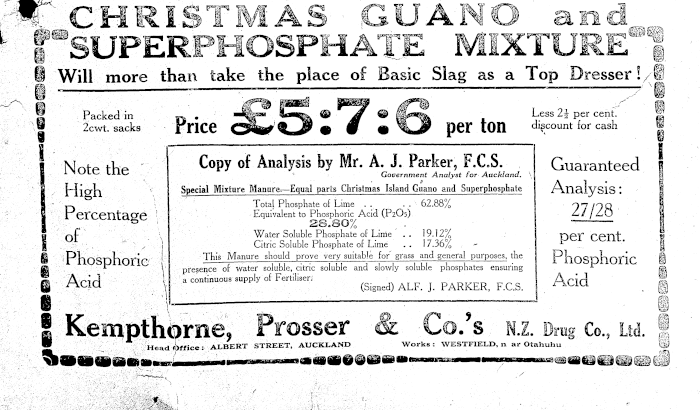 CHRISTMAS GUANO and
SUPERPHOSPHATE MIXTURE
Will more than take the place of Basic Slag as a Top Dresser!
Packed in
2cwt. sacks
Price £5:7:6 per ton
Less 2½ per cent.
discount for cash
Note the
High
Percentage
of
Phosphoric
Acid
Copy of Analysis by Mr. A. J. Parker, F.C.S.
Government Analyst for Auckland.
Special Mixture Manure.—Equal parts Christmas Island Guano and Superphosphate
Total Phosphate of Lime .. .. .. 62.88%
Equivalent to Phosphoric Acid (P2O5)
28.80%
Water Soluble Phosphate of Lime .. 19.12%
Citric Soluble Phosphate of Lime .. 17.36%
This Manure should prove very suitable for grass and general purposes, the
presence of water soluble, citric soluble and slowly soluble phosphates ensuring
a continuous supply of Fertiliser.
(Signed) ALF. J. PARKER, F.C.S.
Guaranteed
Analysis:
27/28
per cent.
Phosphoric
Acid
Kempthorne, Prosser & Co.'s N.Z. Drug Co., Ltd.
Head Office: ALBERT STREET, AUCKLAND Works: WESTFIELD, n ar Otahuhu